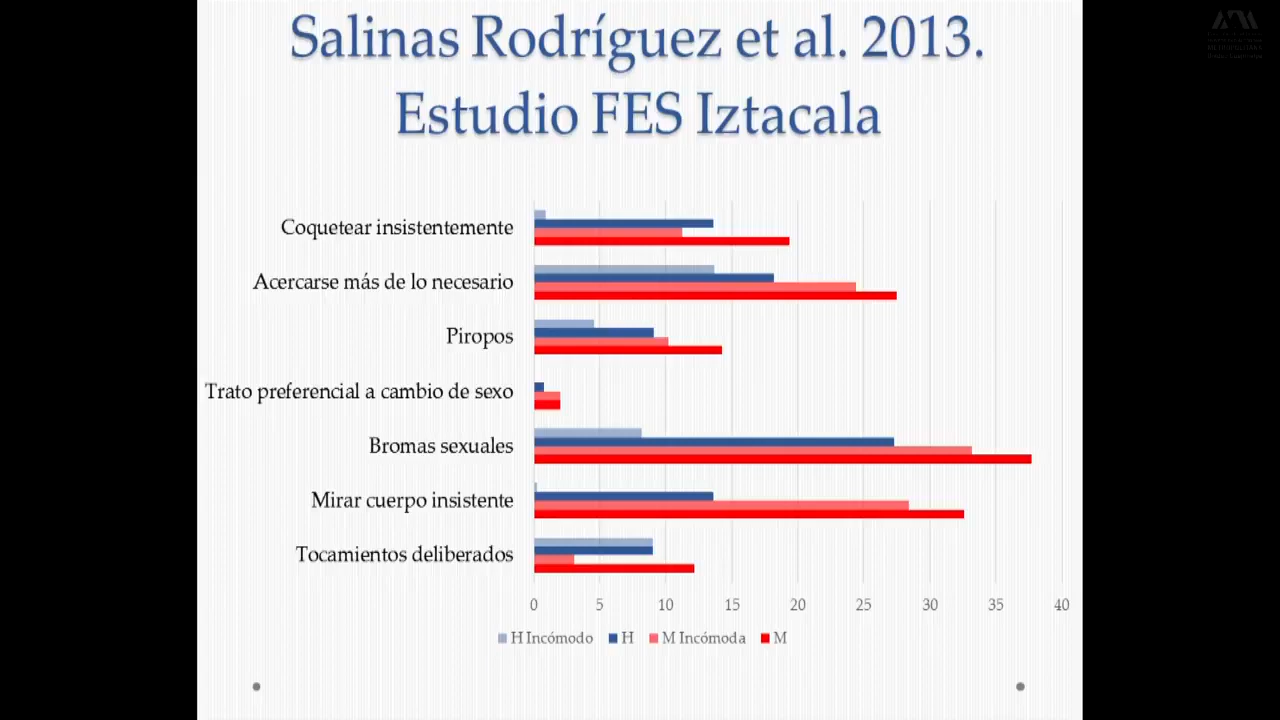 Salinas Rodríguez et al. 2013.
Estudio FES Iztacala
Coquetear insistentemente
Acercarse más de lo necesario
Piropos
Trato preferencial a cambio de sexo
Bromas sexuales
Mirar cuerpo insistente
Tocamientos deliberados
0 5 10 15 20 25 30 35 40
H Incómodo H M Incómoda M